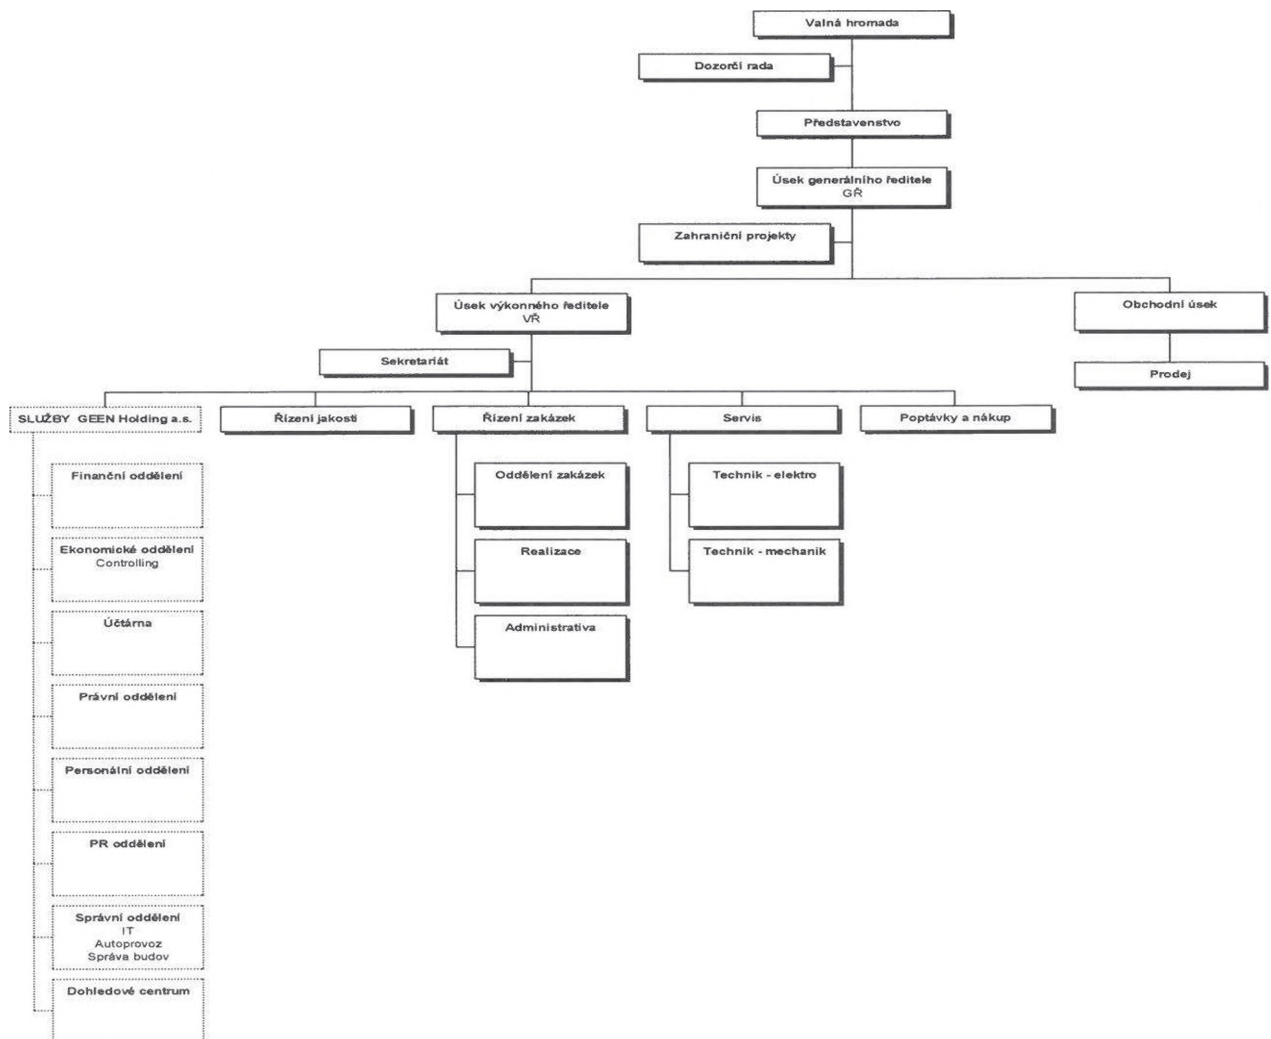 Valná hromada
Dozorčí rada
Představenstvo
Úsek generálního ředitele
GŘ
Zahraniční projekty
Úsek výkonného ředitele
VŘ
Obchodní úsek
Sekretariát
Prodej
SLUŽBY GEEN Holding a.s.
Řízení jakosti
Řízení zakázek
Servis
Poptávky a nákup
Finanční oddělení
Oddělení zakázek
Technik - elektro
Ekonomické oddělení
Controlling
Realizace
Technik - mechanik
Účtárna
Administrativa
Právní oddělení
Personální oddělení
PR oddělení
Správní oddělení
IT
Autoprovoz
Správa budov
Dohledové centrum